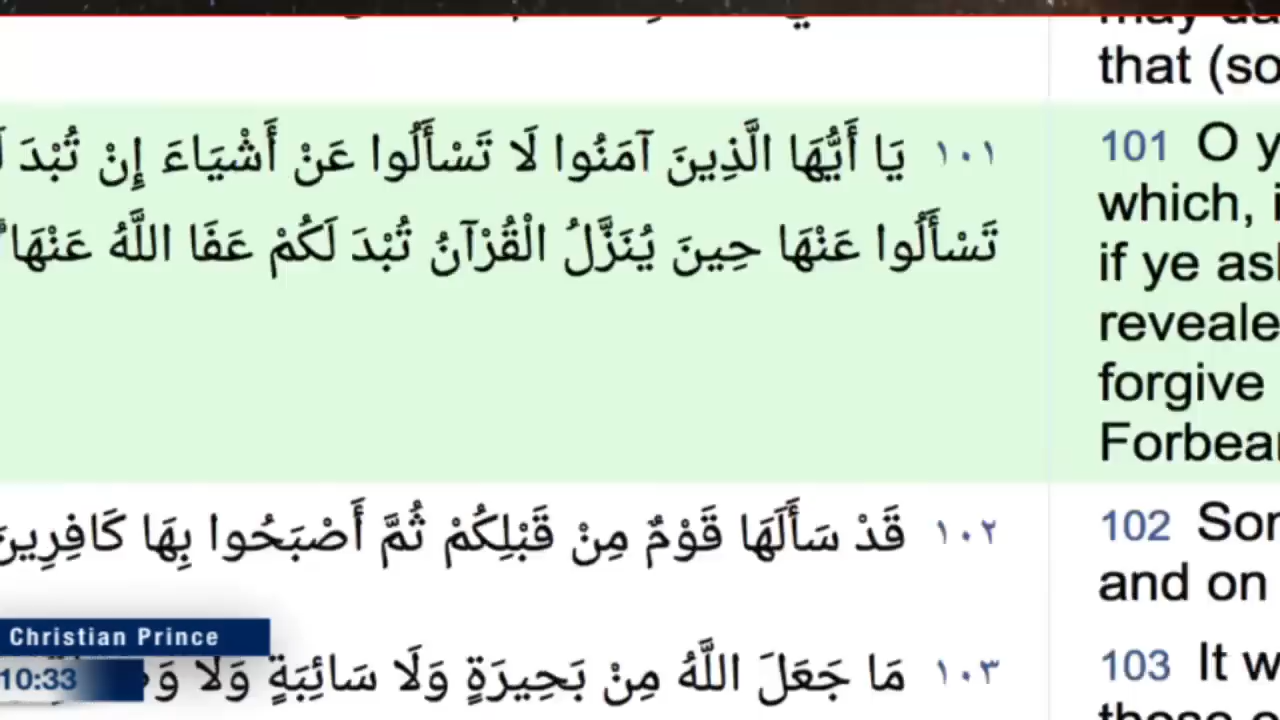 that (so
١٠١ يَا أَيُّهَا الَّذِينَ آمَنُوا لَا تَسْأَلُوا عَنْ أَشْيَاءَ إِنْ تُبْدَ
تَسْأَلُوا عَنْهَا حِينَ يُنَزَّلُ الْقُرْآنُ تُبْدَ لَكُمْ عَفَا اللَّهُ عَنْهَا ۗ
101 O y
which, i
if ye as
reveale
forgive
Forbear
١٠٢ قَدْ سَأَلَهَا قَوْمٌ مِنْ قَبْلِكُمْ ثُمَّ أَصْبَحُوا بِهَا كَافِرِينَ
102 Sor
and on
١٠٣ مَا جَعَلَ اللَّهُ مِنْ بَحِيرَةٍ وَلَا سَائِبَةٍ وَلَا
103 It w
Christian Prince
10:33